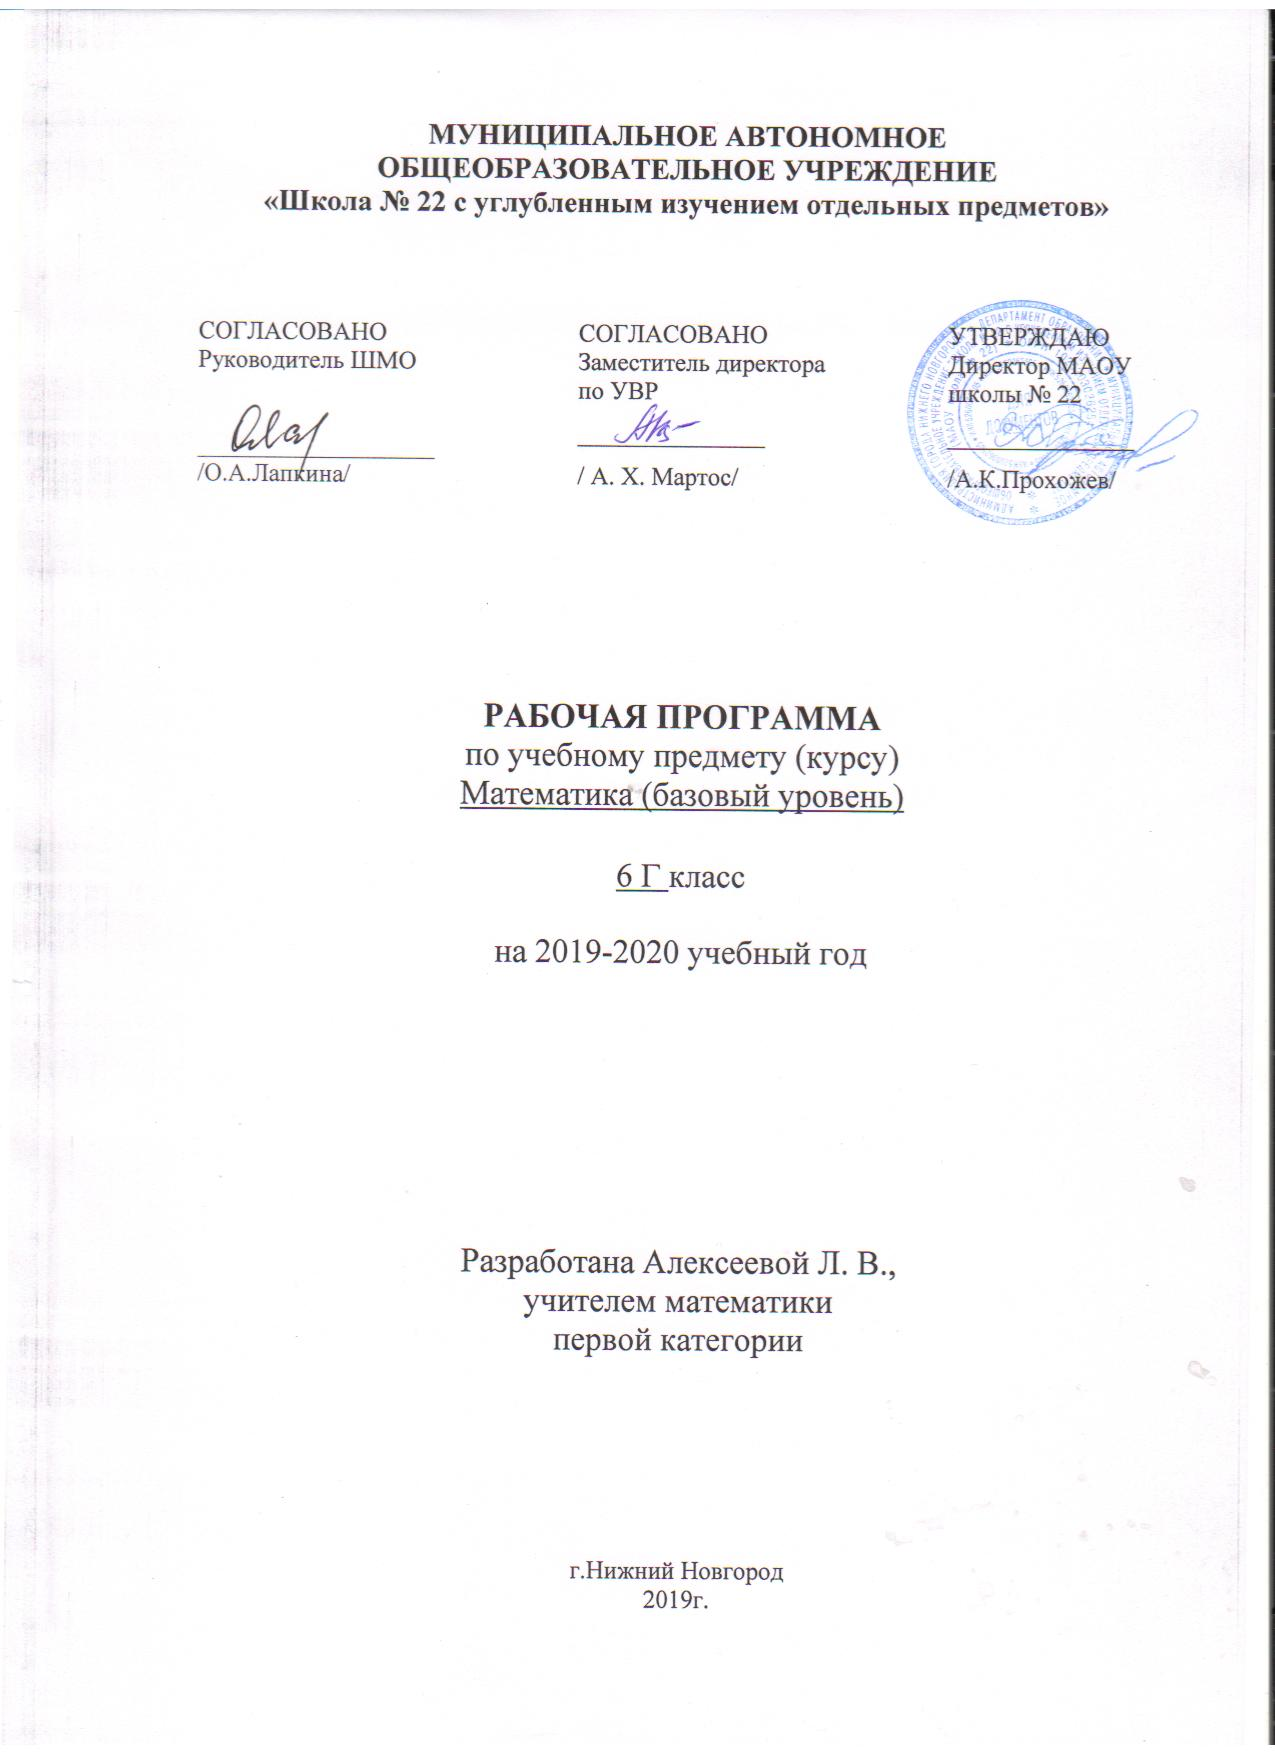 МУНИЦИПАЛЬНОЕ АВТОНОМНОЕ
ОБЩЕОБРАЗОВАТЕЛЬНОЕ УЧРЕЖДЕНИЕ
«Школа № 22 с углубленным изучением отдельных предметов»
СОГЛАСОВАНО
Руководитель ШМО
/О.А.Лапкина/
СОГЛАСОВАНО
Заместитель директора
по УВР
/ А. Х. Мартос/
УТВЕРЖДАЮ
Директор МАОУ
школы № 22
/А.К.Прохожев/
РАБОЧАЯ ПРОГРАММА
по учебному предмету (курсу)
Математика (базовый уровень)
6 Г класс
на 2019-2020 учебный год
Разработана Алексеевой Л. В.,
учителем математики
первой категории
г.Нижний Новгород
2019г.